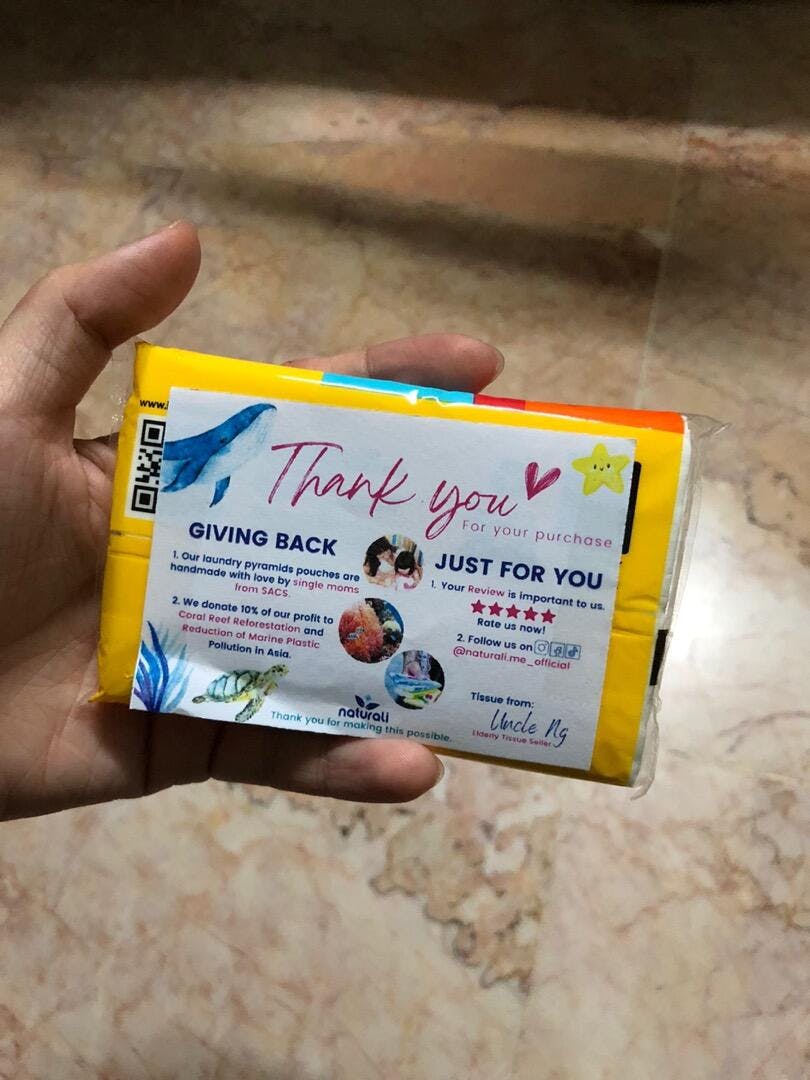 www.
Thank you
For your purchase
GIVING BACK
1. Our laundry pyramids pouches are
handmade with love by single moms
from SACS.
2. We donate 10% of our profit to
Coral Reef Reforestation and
Reduction of Marine Plastic
Pollution in Asia.
JUST FOR YOU
1. Your Review is important to us.
Rate us now!
2. Follow us on
@naturali.me_official
Tissue from:
Uncle Ng
Elderly Tissue Seller
naturali
Thank you for making this possible.